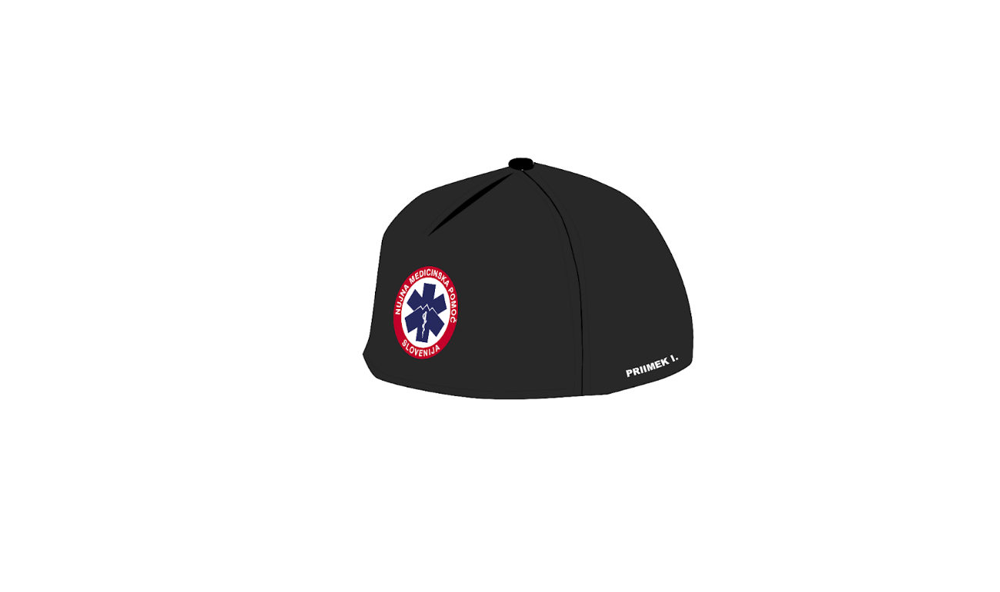 NUJNA MEDICINSKA POMOČ
SLOVENIJA
PRIIMEK I.